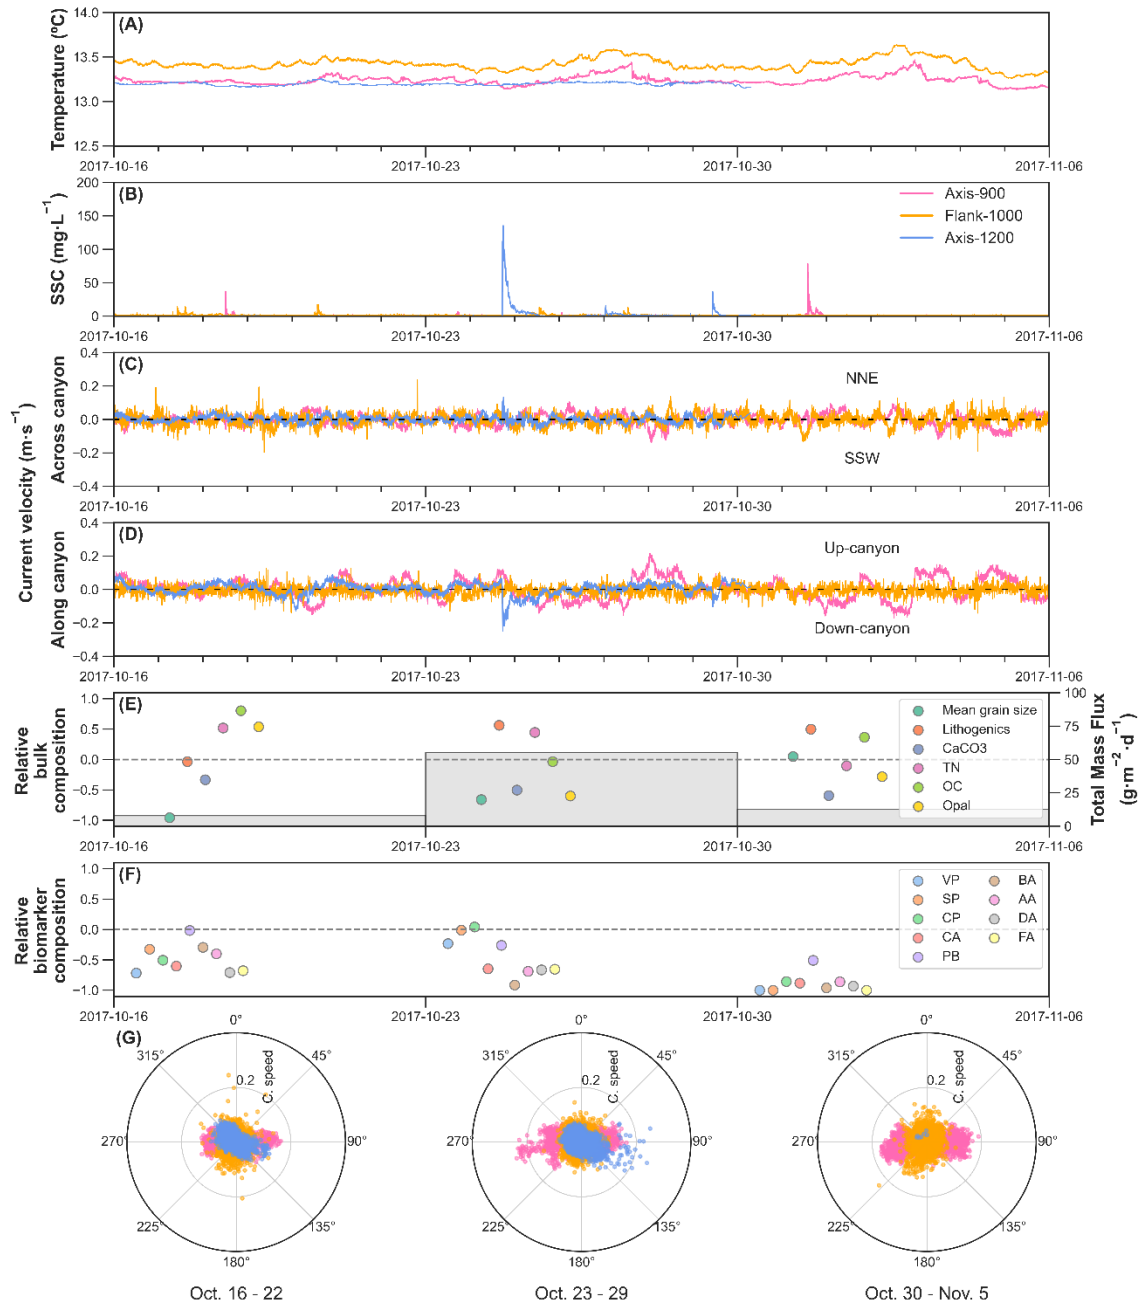 (A)
Temperature (ºC)
14.0
13.5
13.0
12.5
2017-10-16
2017-10-23
2017-10-30
2017-11-06
(B)
SSC (mg·L⁻¹)
200
150
100
50
0
Axis-900
Flank-1000
Axis-1200
2017-10-16
2017-10-23
2017-10-30
2017-11-06
Current velocity (m·s⁻¹)
(C)
Across canyon
0.4
0.2
0.0
−0.2
−0.4
NNE
SSW
2017-10-16
2017-10-23
2017-10-30
2017-11-06
(D)
Along canyon
0.4
0.2
0.0
−0.2
−0.4
Up-canyon
Down-canyon
2017-10-16
2017-10-23
2017-10-30
2017-11-06
(E)
Relative
bulk
composition
1.0
0.5
0.0
−0.5
−1.0
Mean grain size
Lithogenics
CaCO3
TN
OC
Opal
100
75
50
25
0
Total Mass Flux
(g·m⁻²·d⁻¹)
2017-10-16
2017-10-23
2017-10-30
2017-11-06
(F)
Relative
biomarker
composition
1.0
0.5
0.0
−0.5
−1.0
VP
SP
CP
CA
PB
BA
AA
DA
FA
2017-10-16
2017-10-23
2017-10-30
2017-11-06
(G)
0°
45°
90°
135°
180°
225°
270°
315°
0.2
C. speed
0°
45°
90°
135°
180°
225°
270°
315°
0.2
C. speed
0°
45°
90°
135°
180°
225°
270°
315°
0.2
C. speed
Oct. 16 - 22
Oct. 23 - 29
Oct. 30 - Nov. 5